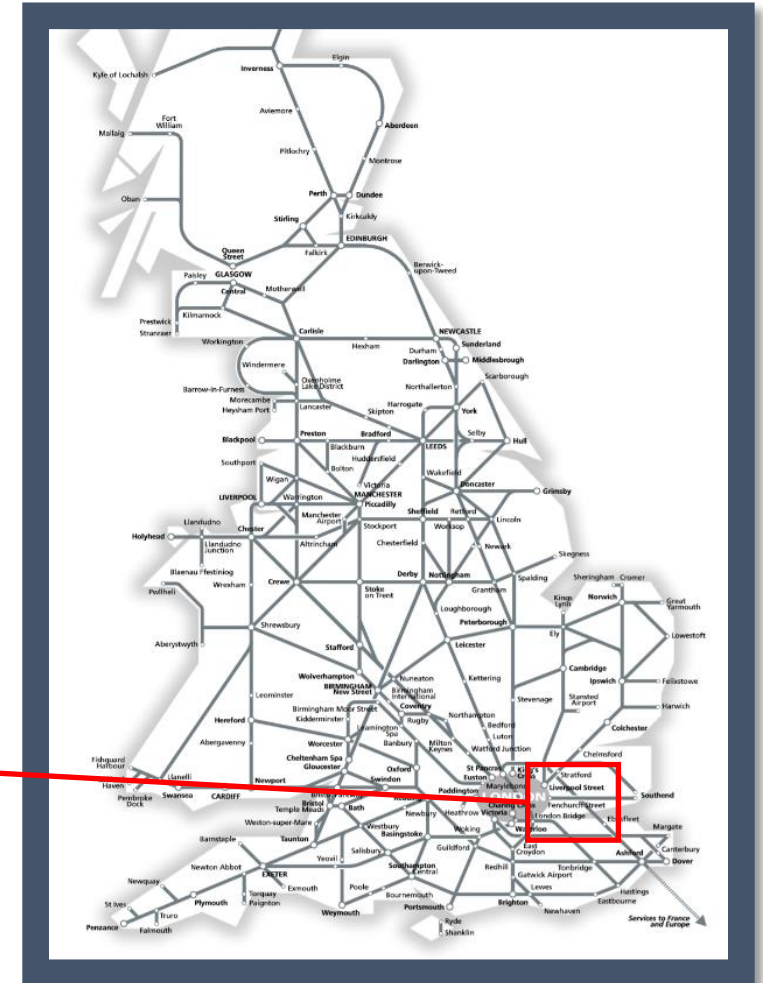 Elgin
Inverness
Kyle of Lochalsh
Aviemore
Fort
William
Mallaig
Aberdeen
Pitlochry
Montrose
Perth
Dundee
Oban
Kirkcaldy
Stirling
EDINBURGH
Queen
Street
Falkirk
Berwick-
upon-Tweed
Paisley
GLASGOW
Central
Motherwell
Kilmarnock
Prestwick
Stranraer
Carlisle
NEWCASTLE
Workington
Hexham
Sunderland
Durham
Darlington
Middlesbrough
Windermere
Oxenholme
Lake District
Scarborough
Northallerton
Barrow-in-Furness
Morecambe
Heysham Port
Lancaster
Harrogate
Skipton
York
Blackpool
Preston
Bradford
Selby
Blackburn
LEEDS
Hull
Huddersfield
Southport
Bolton
Wakefield
Wigan
Victoria
Doncaster
MANCHESTER
Grimsby
LIVERPOOL
Warrington
Piccadilly
Sheffield
Retford
Manchester
Airport
Stockport
Lincoln
Llandudno
Worksop
Chester
Holyhead
Llandudno
Junction
Altrincham
Chesterfield
Newark
Skegness
Blaenau Ffestiniog
Crewe
Derby
Nottingham
Spalding
Sheringham
Cromer
Pwllheli
Wrexham
Stoke
on Trent
Grantham
Kings
Lynn
Norwich
Great
Yarmouth
Loughborough
Peterborough
Shrewsbury
Ely
Aberystwyth
Leicester
Lowestoft
Stafford
Cambridge
Wolverhampton
Nuneaton
Kettering
Ipswich
Felixstowe
BIRMINGHAM
New Street
Birmingham
International
Leominster
Coventry
Stevenage
Stansted
Airport
Harwich
Birmingham Moor Street
Rugby
Northampton
Kidderminster
Hereford
Leamington
Spa
Bedford
Colchester
Worcester
Banbury
Milton
Keynes
Luton
Abergavenny
Watford Junction
Chelmsford
Cheltenham Spa
Fishguard
Harbour
Gloucester
Oxford
St Pancras
King's
Cross
Stratford
Llanelli
Euston
Haven
Newport
Swindon
Paddington
Marylebone
Liverpool Street
Pembroke
Dock
Swansea
CARDIFF
Southend
Bristol
Temple Meads
Bath
Charing Cross
Fenchurch Street
Newbury
Heathrow
Victoria
London Bridge
Ebbsfleet
Weston-super-Mare
Westbury
Woking
Waterloo
Margate
Barnstaple
Taunton
Basingstoke
East
Croydon
Canterbury
Guildford
Ashford
Dover
Salisbury
Newton Abbot
Yeovil
Southampton
Central
Redhill
Tonbridge
EXETER
Gatwick Airport
Newquay
Exmouth
Poole
Lewes
Hastings
Torquay
Paignton
Bournemouth
Eastbourne
St Ives
Plymouth
Portsmouth
Brighton
Newhaven
Truro
Weymouth
Ryde
Services to France
and Europe
Penzance
Falmouth
Shanklin